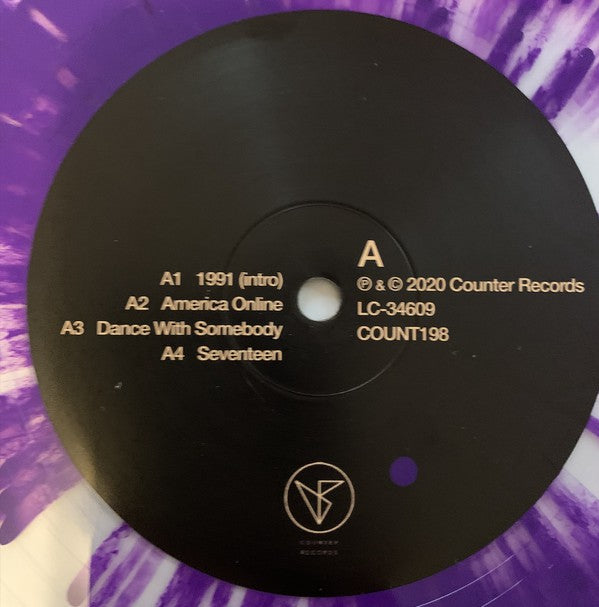 A1 1991 (intro)
A2 America Online
A3 Dance With Somebody
A4 Seventeen
A
℗ & © 2020 Counter Records
LC-34609
COUNT198
COUNTER
RECORDS